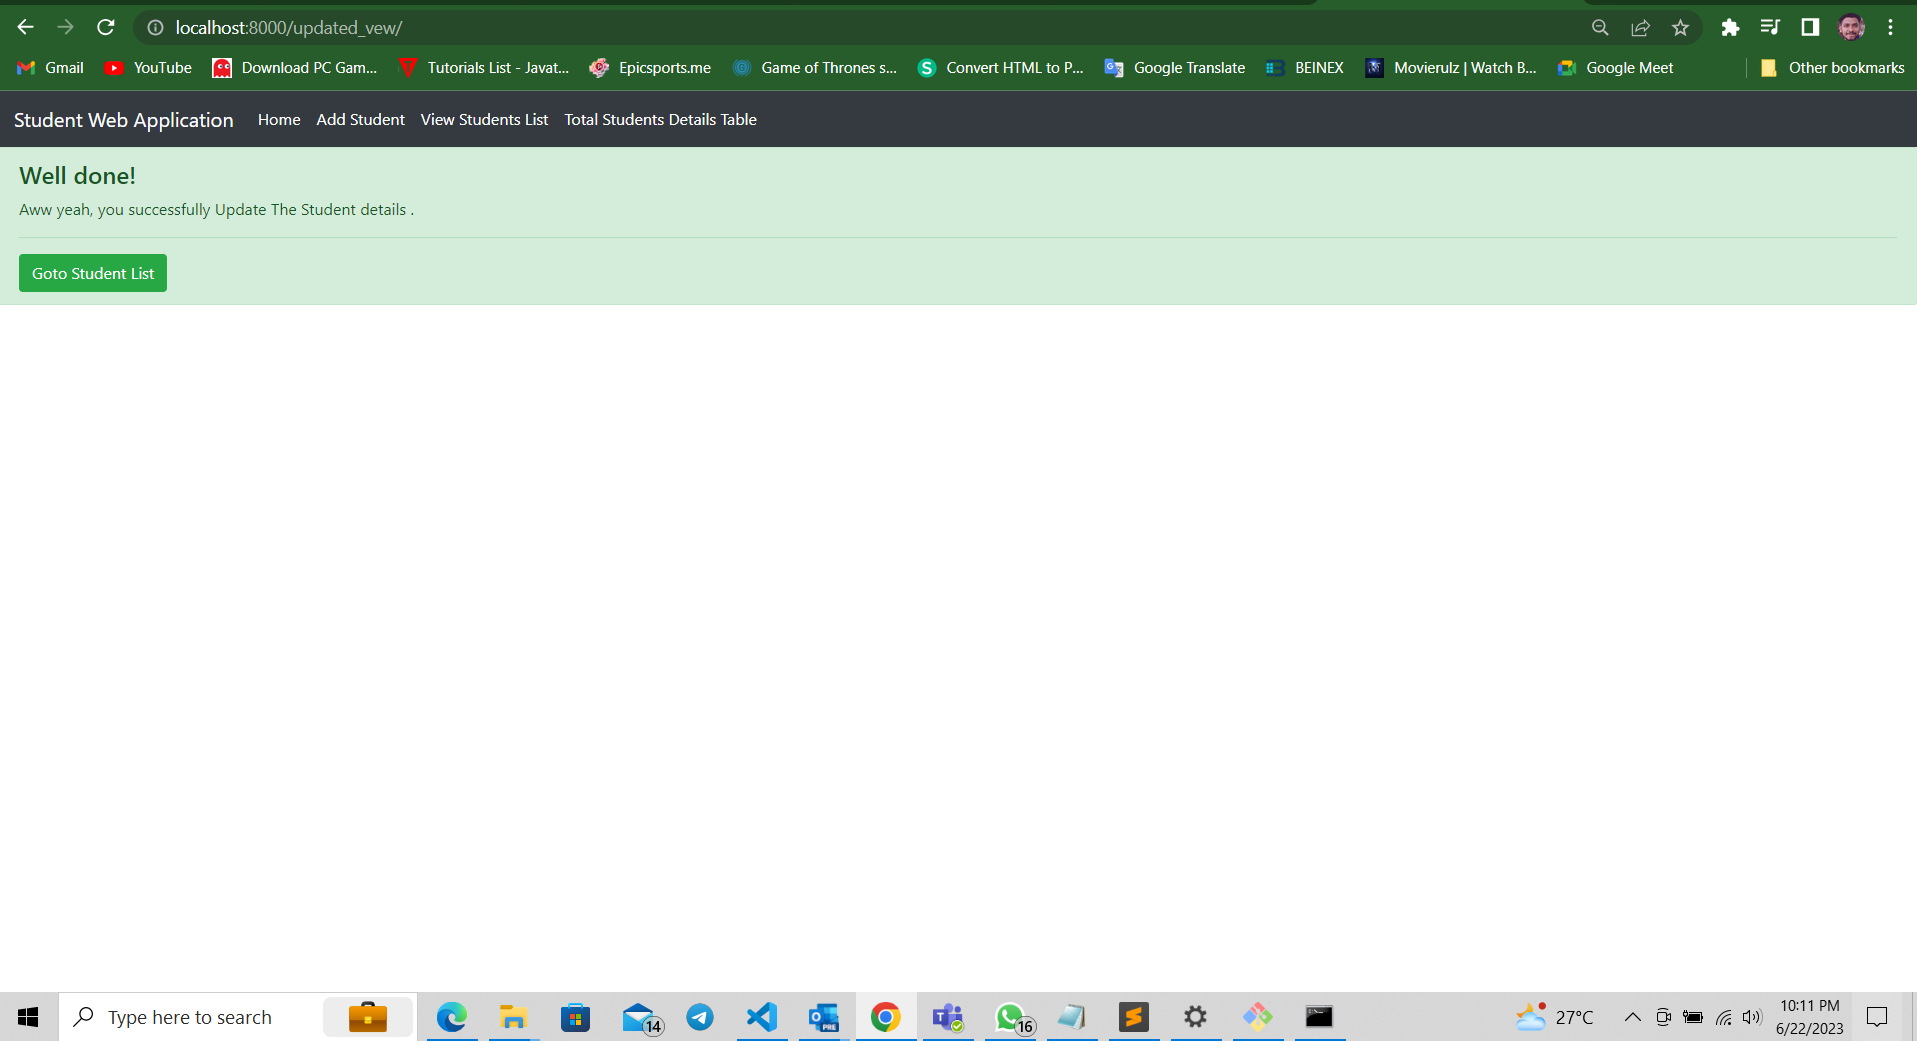 localhost:8000/updated_vew/
Gmail YouTube Download PC Gam... Tutorials List - Javat... Epicsports.me Game of Thrones s... Convert HTML to P... Google Translate BEINEX Movierulz | Watch B... Google Meet Other bookmarks
Student Web Application Home Add Student View Students List Total Students Details Table
Well done!
Aww yeah, you successfully Update The Student details .
Goto Student List
Type here to search 14 PRE 16 27°C 10:11 PM
6/22/2023